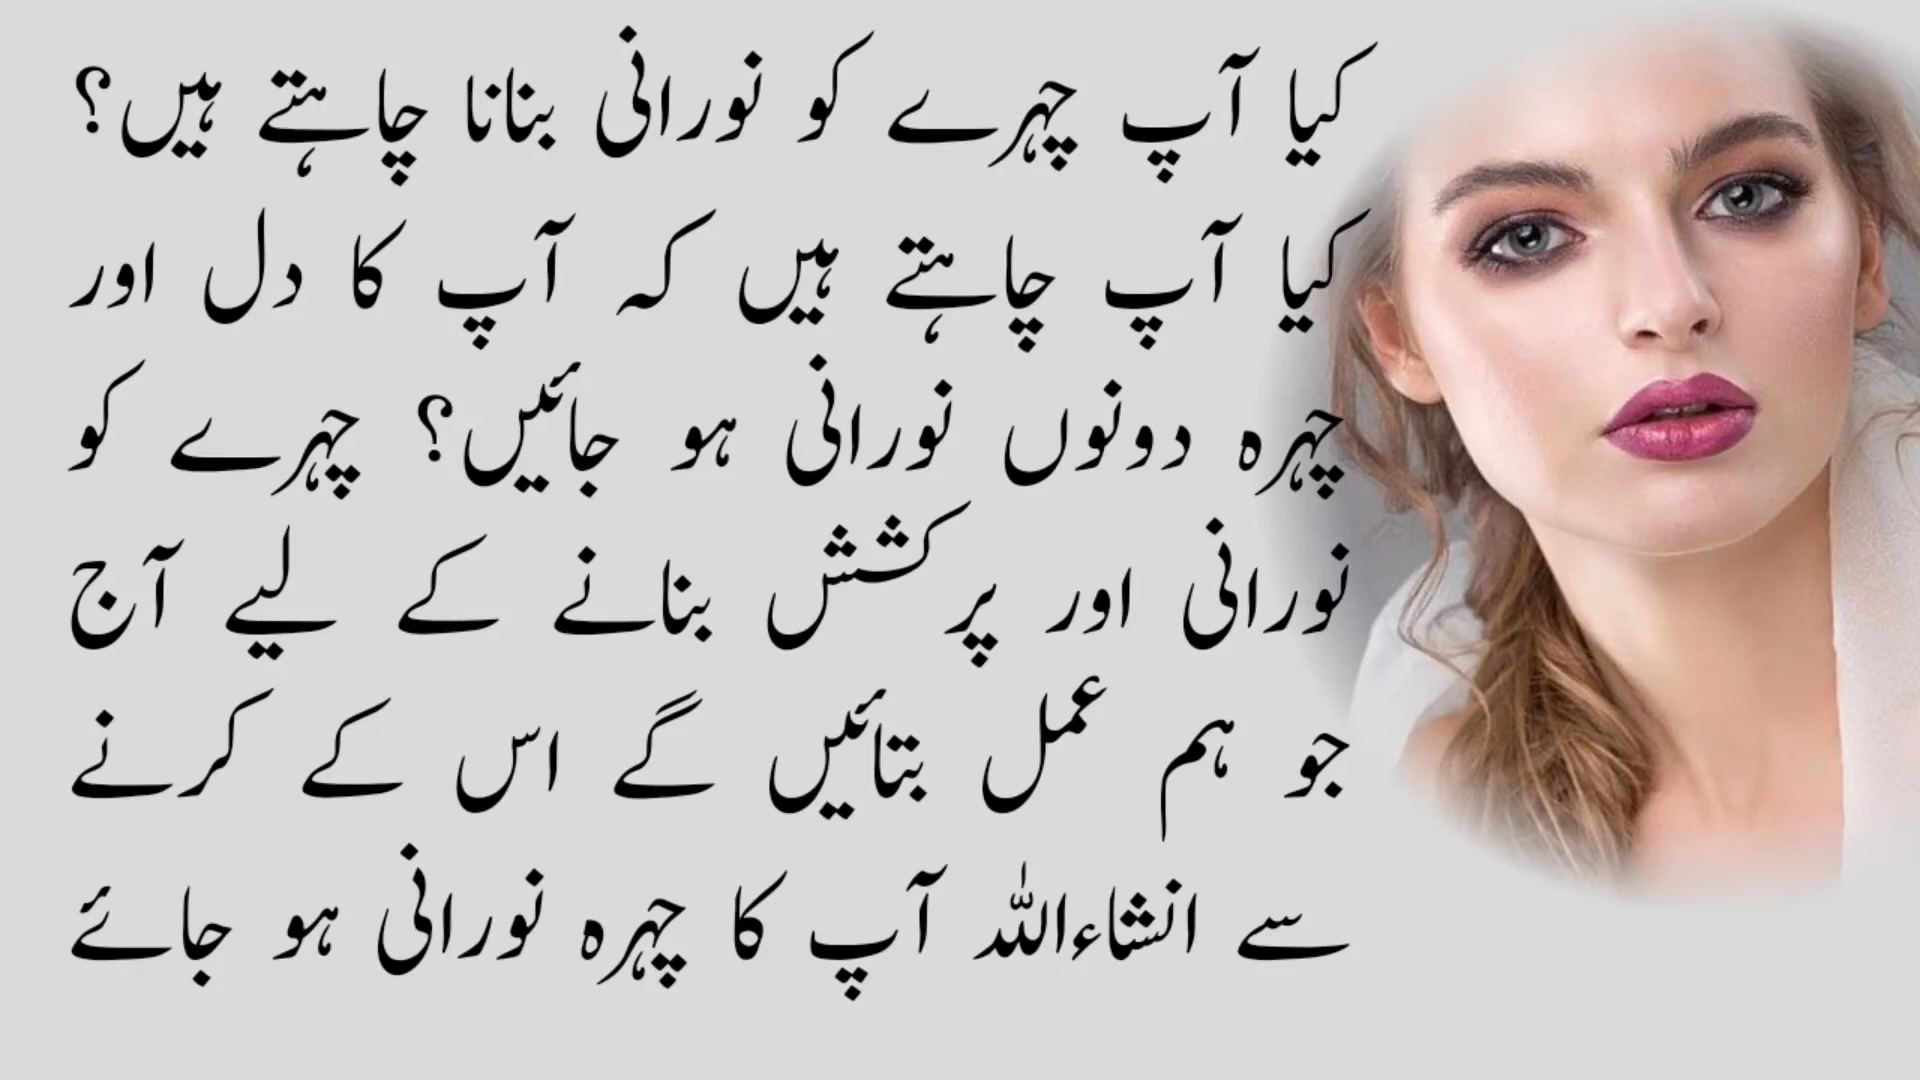 کیا آپ چہرے کو نورانی بنانا چاہتے ہیں؟
کیا آپ چاہتے ہیں کہ آپ کا دل اور
چہرہ دونوں نورانی ہو جائیں؟ چہرے کو
نورانی اور پرکشش بنانے کے لیے آج
جو ہم عمل بتائیں گے اس کے کرنے
سے انشاءاللہ آپ کا چہرہ نورانی ہو جائے